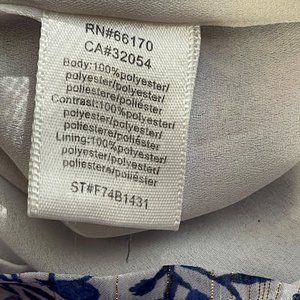 RN#66170
CA#32054
Body:100%polyester/
polyester/polyester/
poliestere/poliéster
Contrast:100%polyester/
polyester/polyester/
poliestere/poliéster
Lining:100%polyester/
polyester/polyester/
poliestere/poliéster
ST#F74B1431